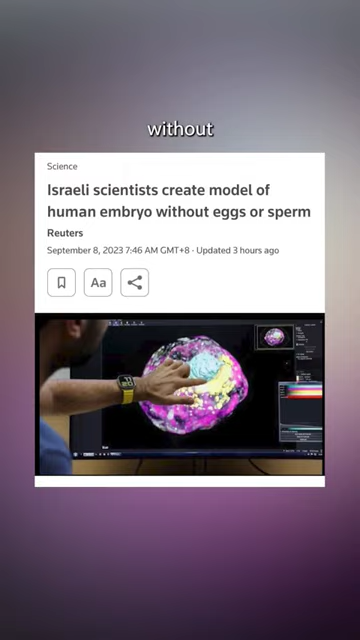 without
Science
Israeli scientists create model of
human embryo without eggs or sperm
Reuters
September 8, 2023 7:46 AM GMT+8 · Updated 3 hours ago
Aa